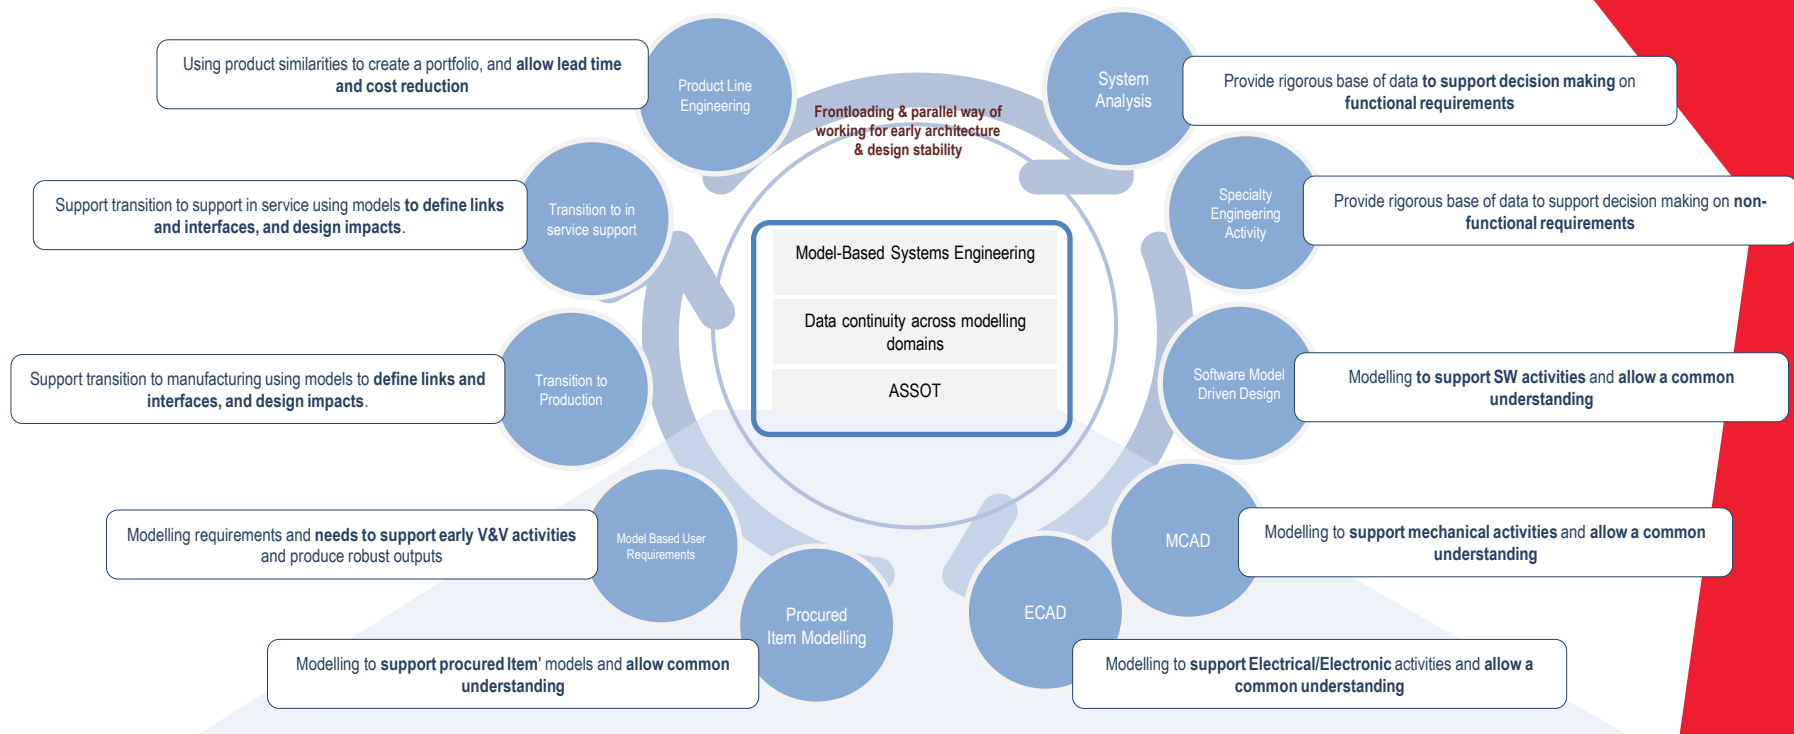 Using product similarities to create a portfolio, and allow lead time
and cost reduction
Product Line
Engineering
Frontloading & parallel way of
working for early architecture
& design stability
System
Analysis
Provide rigorous base of data to support decision making on
functional requirements
Support transition to support in service using models to define links
and interfaces, and design impacts.
Transition to in
service support
Specialty
Engineering
Activity
Provide rigorous base of data to support decision making on non-
functional requirements
Model-Based Systems Engineering
Data continuity across modelling
domains
ASSOT
Support transition to manufacturing using models to define links and
interfaces, and design impacts.
Transition to
Production
Software Model
Driven Design
Modelling to support SW activities and allow a common
understanding
Modelling requirements and needs to support early V&V activities
and produce robust outputs
Model Based User
Requirements
MCAD
Modelling to support mechanical activities and allow a common
understanding
Procured
Item Modelling
ECAD
Modelling to support procured Item' models and allow common
understanding
Modelling to support Electrical/Electronic activities and allow a
common understanding